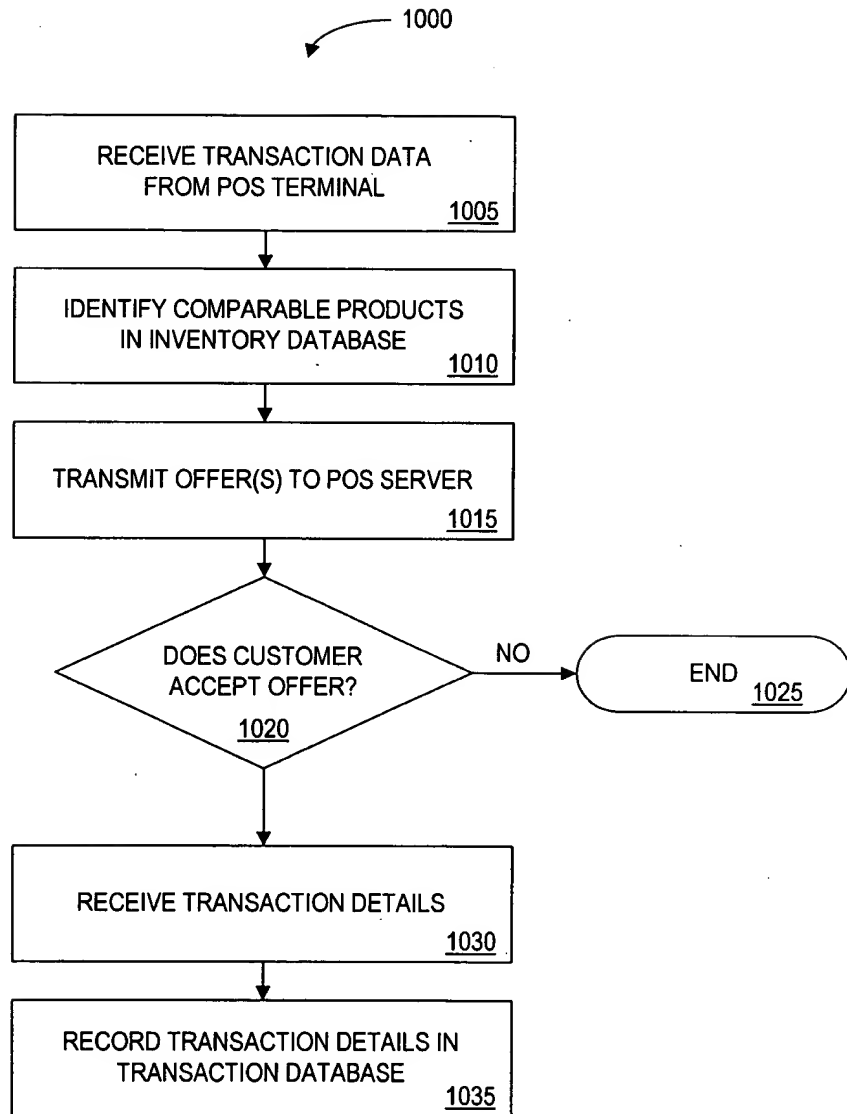 1000
RECEIVE TRANSACTION DATA
FROM POS TERMINAL
1005
IDENTIFY COMPARABLE PRODUCTS
IN INVENTORY DATABASE
1010
TRANSMIT OFFER(S) TO POS SERVER
1015
DOES CUSTOMER
ACCEPT OFFER?
1020
NO
END
1025
RECEIVE TRANSACTION DETAILS
1030
RECORD TRANSACTION DETAILS IN
TRANSACTION DATABASE
1035